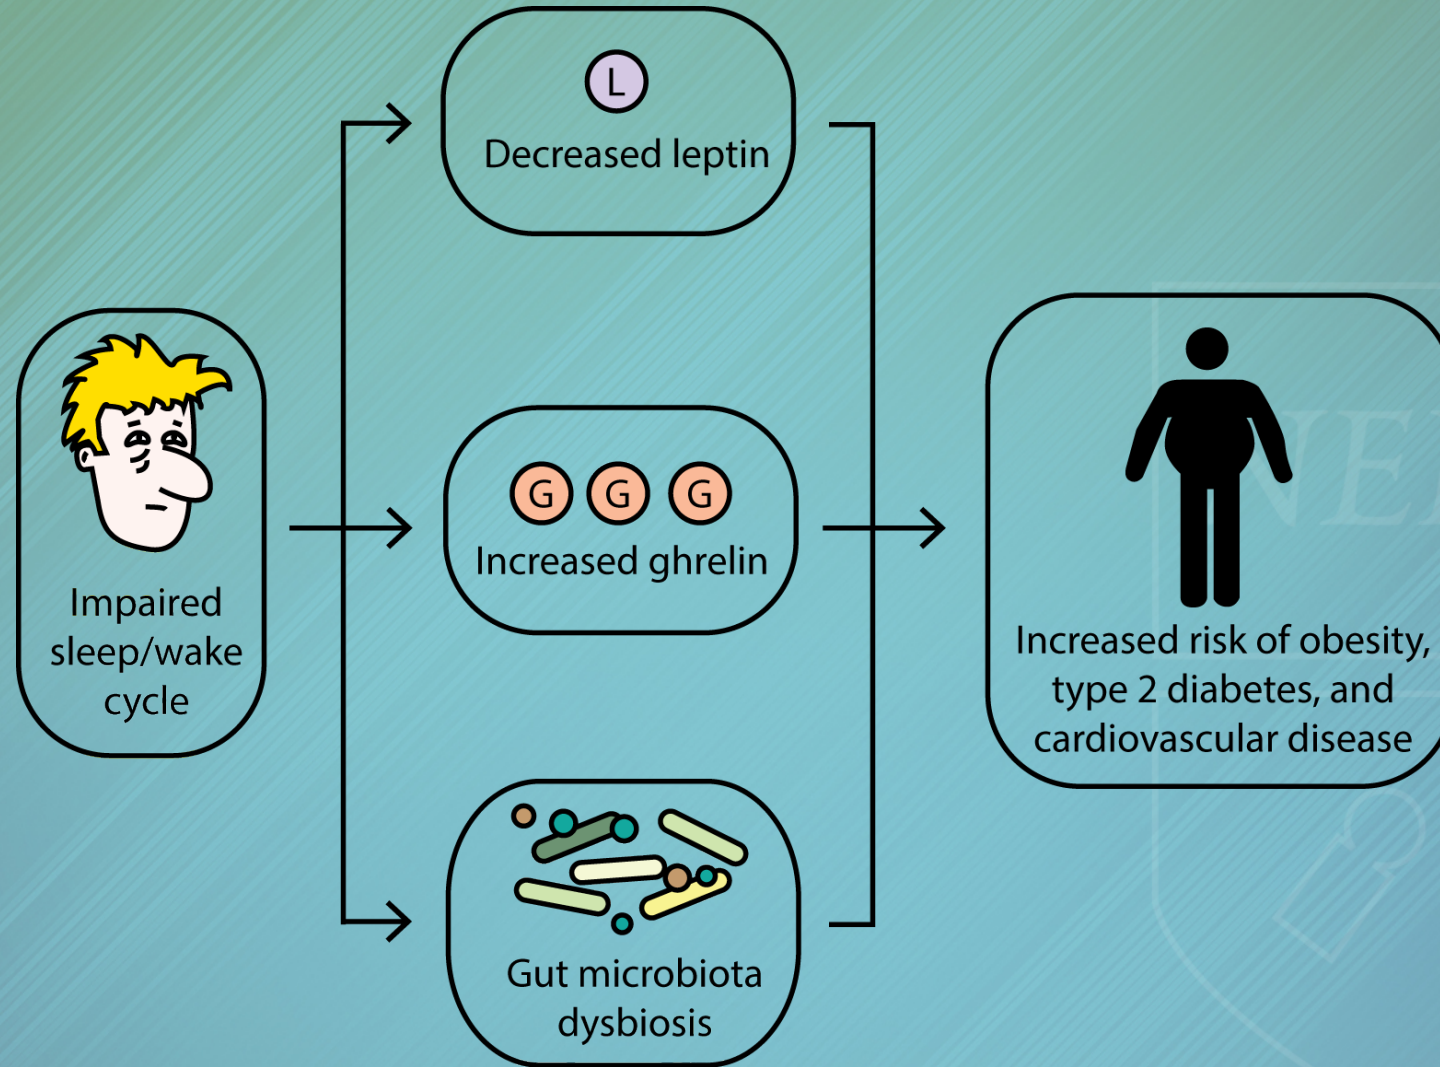 L
Decreased leptin
Impaired
sleep/wake
cycle
G G G
Increased ghrelin
Gut microbiota
dysbiosis
Increased risk of obesity,
type 2 diabetes, and
cardiovascular disease